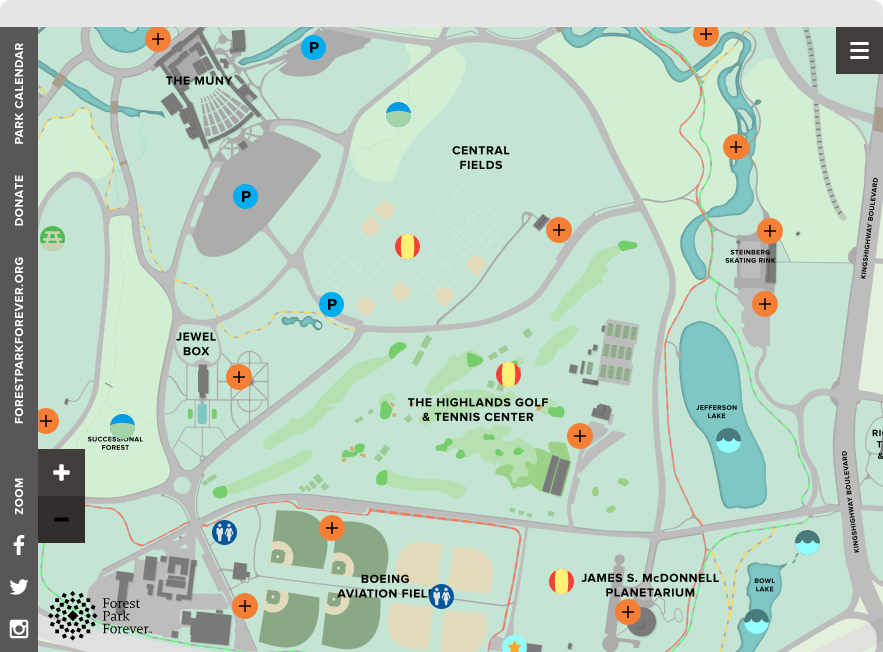 PARK CALENDAR
DONATE
FORESTPARKFOREVER.ORG
ZOOM
+
−
THE MUNY
P
P
P
CENTRAL
FIELDS
STEINBERG
SKATING RINK
KINGSHIGHWAY BOULEVARD
JEWEL
BOX
THE HIGHLANDS GOLF
& TENNIS CENTER
JEFFERSON
LAKE
SUCCESSIONAL
FOREST
RI
T
&
KINGSHIGHWAY BOULEVARD
BOEING
AVIATION FIEL
JAMES S. McDONNELL
PLANETARIUM
BOWL
LAKE
Forest
Park
Forever.